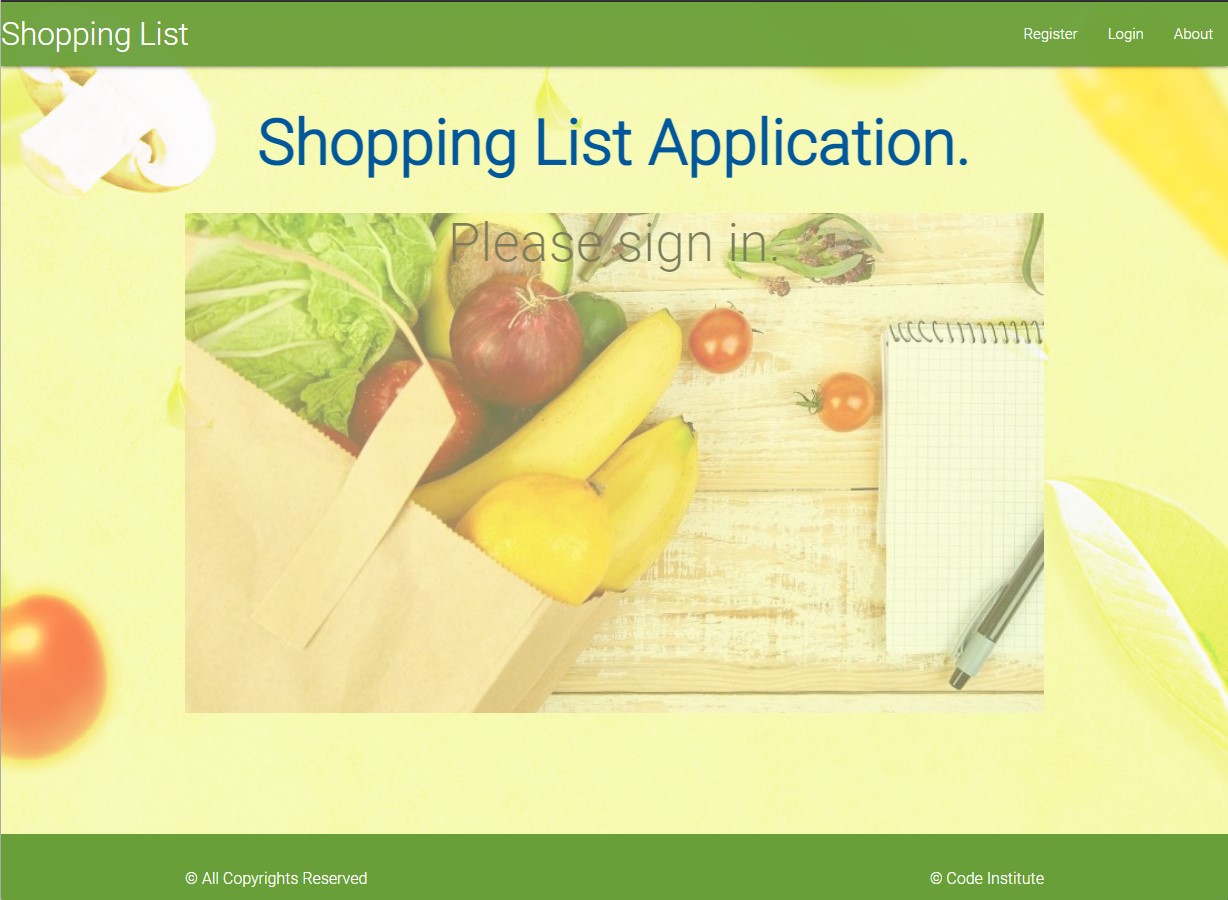 Shopping List
Register Login About
Shopping List Application.
Please sign in.
© All Copyrights Reserved
© Code Institute